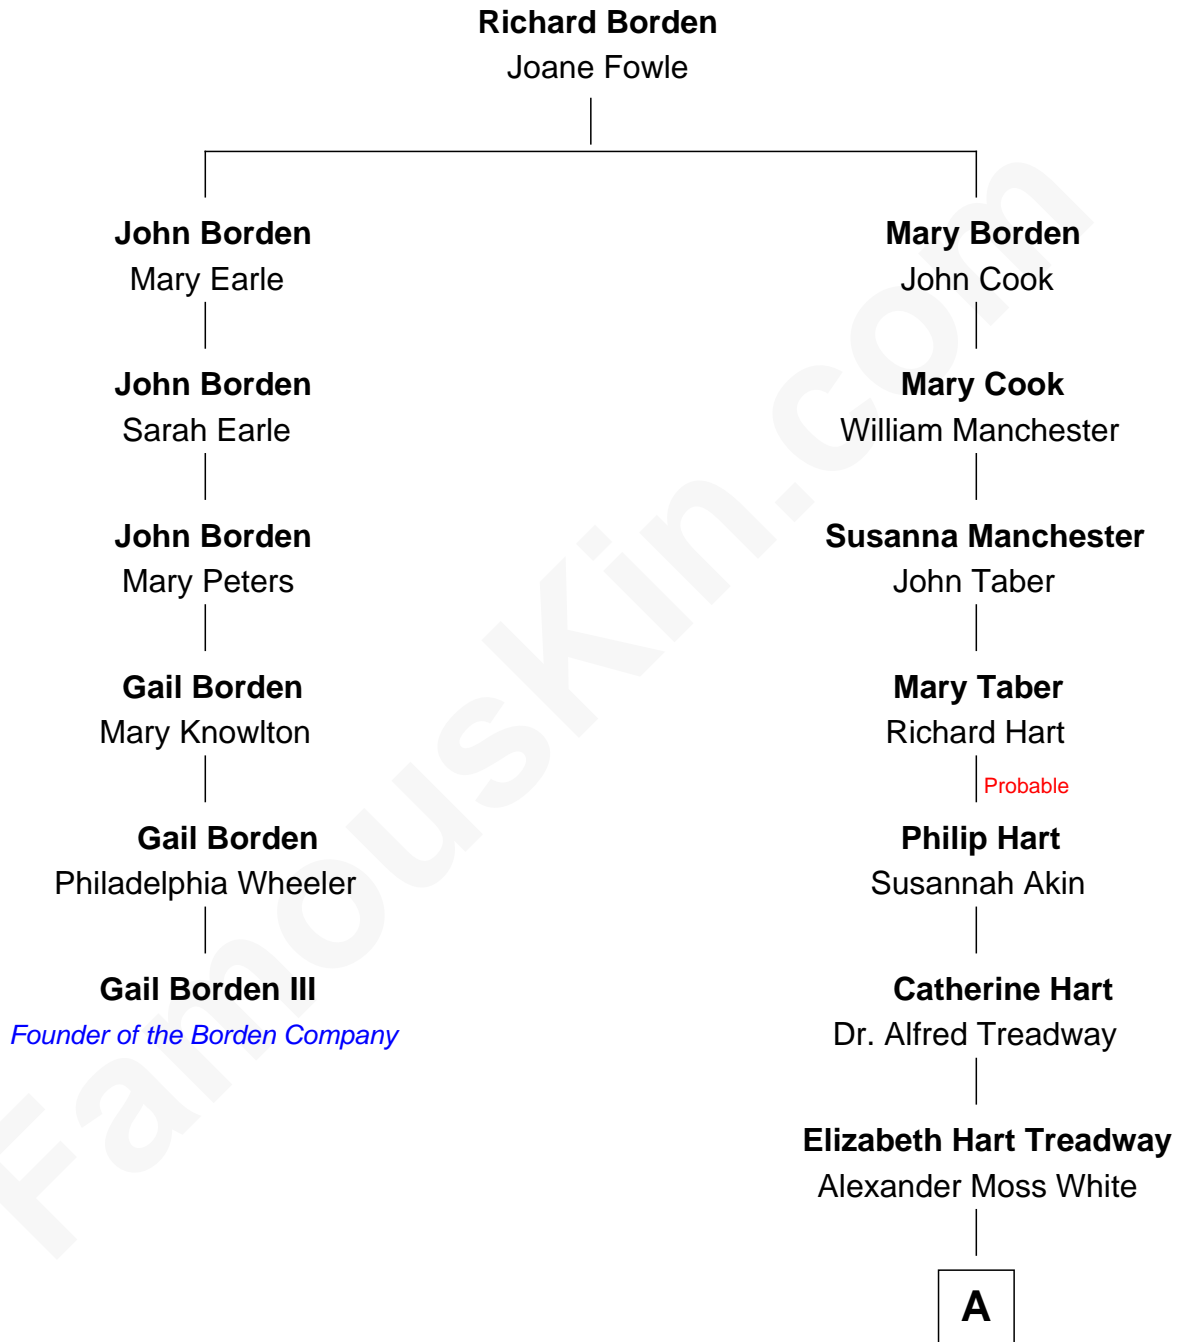 Richard Borden
Joane Fowle
John Borden
Mary Earle
John Borden
Sarah Earle
John Borden
Mary Peters
Gail Borden
Mary Knowlton
Gail Borden
Philadelphia Wheeler
Gail Borden III
Founder of the Borden Company
Mary Borden
John Cook
Mary Cook
William Manchester
Susanna Manchester
John Taber
Mary Taber
Richard Hart
Probable
Philip Hart
Susannah Akin
Catherine Hart
Dr. Alfred Treadway
Elizabeth Hart Treadway
Alexander Moss White
A
FamousKin.com